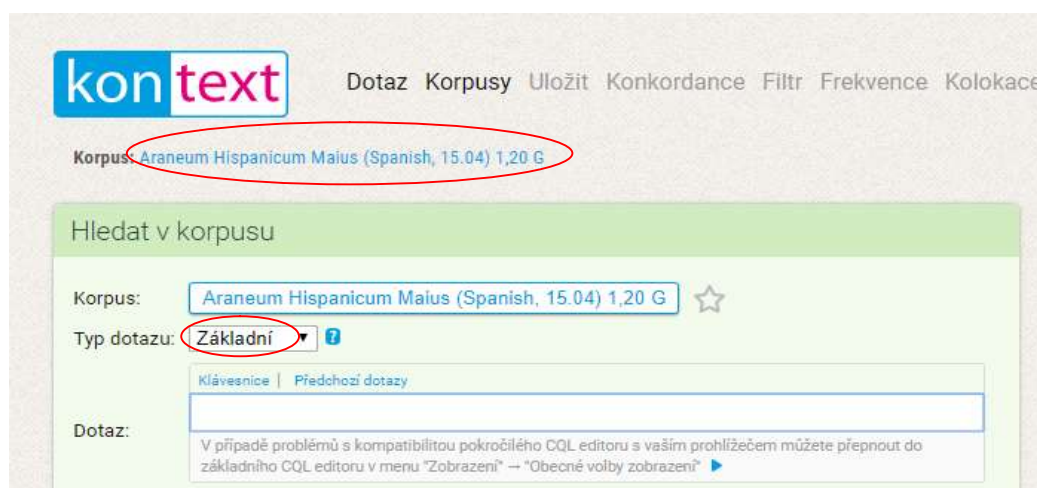 kontext
Dotaz Korpusy Uložit Konkordance Filtr Frekvence Kolokace
Korpus: Araneum Hispanicum Maius (Spanish, 15.04) 1,20 G
Hledat v korpusu
Korpus: Araneum Hispanicum Maius (Spanish, 15.04) 1,20 G
Typ dotazu: Základní ?
Klávesnice | Předchozí dotazy
Dotaz:
V případě problémů s kompatibilitou pokročilého CQL editoru s vaším prohlížečem můžete přepnout do
základního CQL editoru v menu "Zobrazení" → "Obecné volby zobrazení"